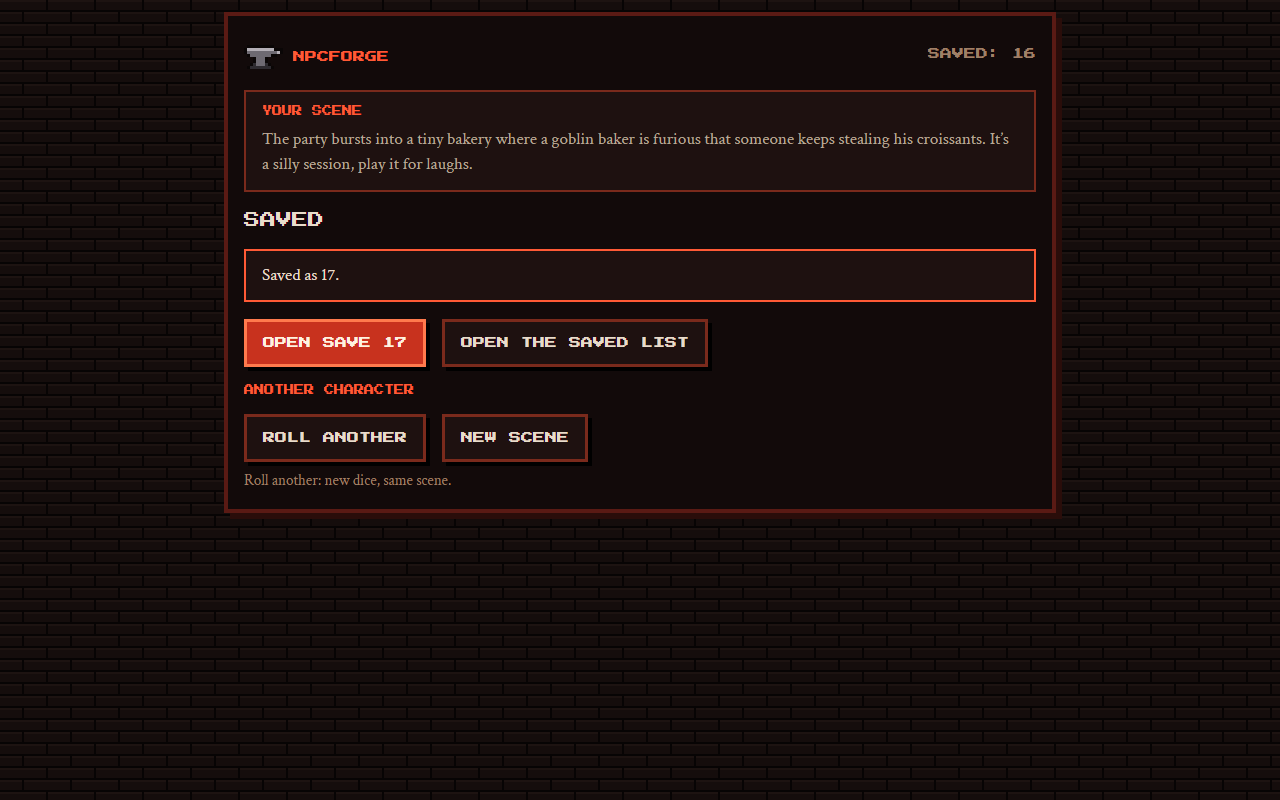 NPCFORGE
SAVED: 16
YOUR SCENE
The party bursts into a tiny bakery where a goblin baker is furious that someone keeps stealing his croissants. It’s
a silly session, play it for laughs.
SAVED
Saved as 17.
OPEN SAVE 17
OPEN THE SAVED LIST
ANOTHER CHARACTER
ROLL ANOTHER
NEW SCENE
Roll another: new dice, same scene.